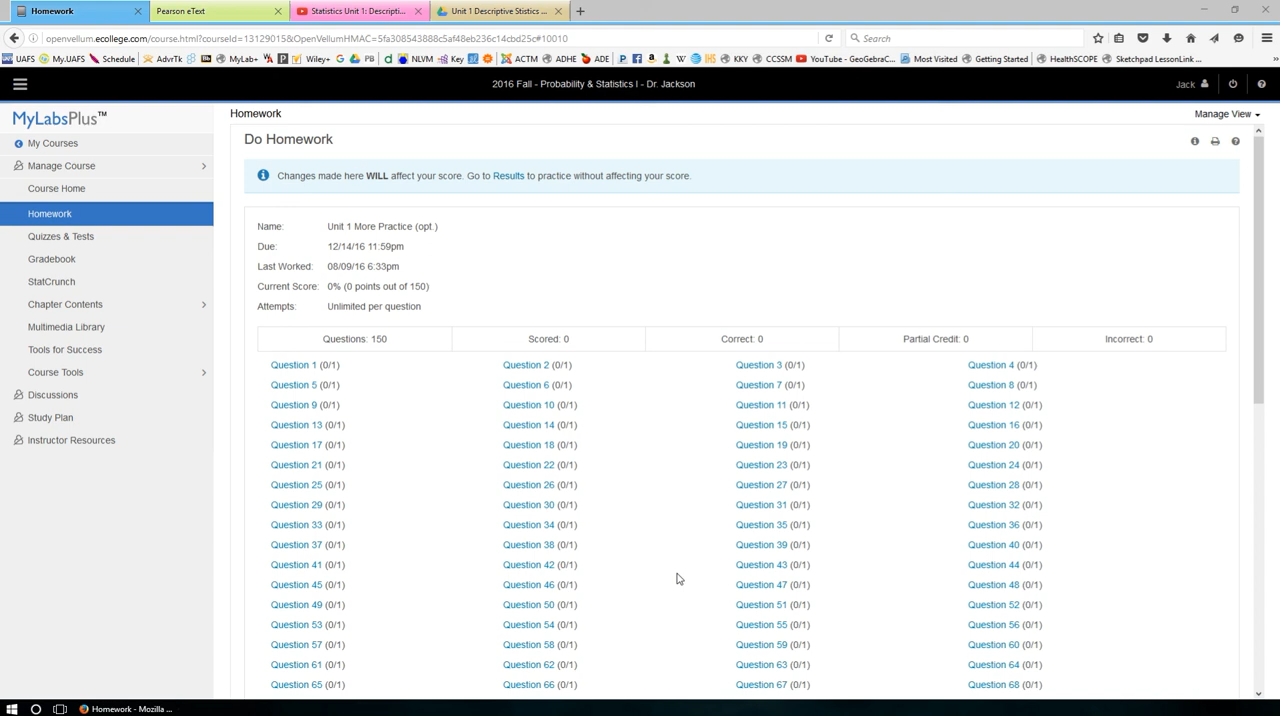 Homework
Pearson eText
Statistics Unit 1: Descripti...
Unit 1 Descriptive Stistics ...
openvellum.ecollege.com/course.html?courseId=13129015&OpenVellumHMAC=5fa308543888c5af48eb236c14cbd25c#10010
Search
UAFS My.UAFS Schedule AdvrTk Wiley+ MyLab+ Wiley+ PB NLVM Key ACTM ADHE ADE KKY CCSSM YouTube - GeoGebraC... Most Visited Getting Started HealthSCOPE Sketchpad LessonLink ...
2016 Fall - Probability & Statistics I - Dr. Jackson
Jack
MyLabsPlus™
My Courses
Manage Course
Course Home
Homework
Quizzes & Tests
Gradebook
StatCrunch
Chapter Contents
Multimedia Library
Tools for Success
Course Tools
Discussions
Study Plan
Instructor Resources
Homework
Manage View
Do Homework
Changes made here WILL affect your score. Go to Results to practice without affecting your score.
Name: Unit 1 More Practice (opt.)
Due: 12/14/16 11:59pm
Last Worked: 08/09/16 6:33pm
Current Score: 0% (0 points out of 150)
Attempts: Unlimited per question
Questions: 150 Scored: 0 Correct: 0 Partial Credit: 0 Incorrect: 0
Question 1 (0/1) Question 2 (0/1) Question 3 (0/1) Question 4 (0/1)
Question 5 (0/1) Question 6 (0/1) Question 7 (0/1) Question 8 (0/1)
Question 9 (0/1) Question 10 (0/1) Question 11 (0/1) Question 12 (0/1)
Question 13 (0/1) Question 14 (0/1) Question 15 (0/1) Question 16 (0/1)
Question 17 (0/1) Question 18 (0/1) Question 19 (0/1) Question 20 (0/1)
Question 21 (0/1) Question 22 (0/1) Question 23 (0/1) Question 24 (0/1)
Question 25 (0/1) Question 26 (0/1) Question 27 (0/1) Question 28 (0/1)
Question 29 (0/1) Question 30 (0/1) Question 31 (0/1) Question 32 (0/1)
Question 33 (0/1) Question 34 (0/1) Question 35 (0/1) Question 36 (0/1)
Question 37 (0/1) Question 38 (0/1) Question 39 (0/1) Question 40 (0/1)
Question 41 (0/1) Question 42 (0/1) Question 43 (0/1) Question 44 (0/1)
Question 45 (0/1) Question 46 (0/1) Question 47 (0/1) Question 48 (0/1)
Question 49 (0/1) Question 50 (0/1) Question 51 (0/1) Question 52 (0/1)
Question 53 (0/1) Question 54 (0/1) Question 55 (0/1) Question 56 (0/1)
Question 57 (0/1) Question 58 (0/1) Question 59 (0/1) Question 60 (0/1)
Question 61 (0/1) Question 62 (0/1) Question 63 (0/1) Question 64 (0/1)
Question 65 (0/1) Question 66 (0/1) Question 67 (0/1) Question 68 (0/1)
Homework - Mozilla ...